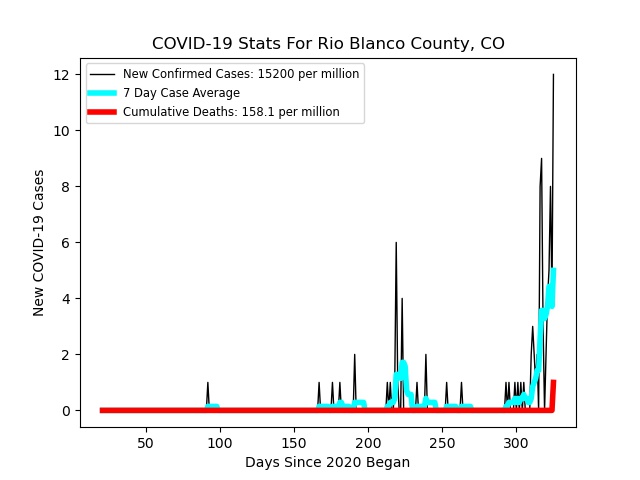 COVID-19 Stats For Rio Blanco County, CO
New Confirmed Cases: 15200 per million
7 Day Case Average
Cumulative Deaths: 158.1 per million
New COVID-19 Cases
12
10
8
6
4
2
0
50 100 150 200 250 300
Days Since 2020 Began